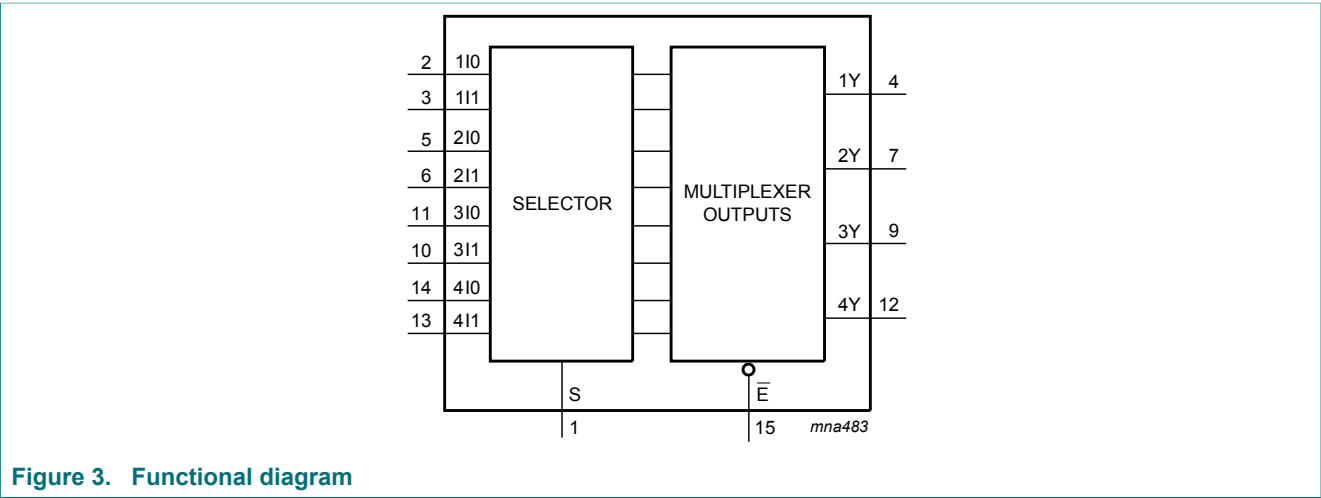 2 1I0
3 1I1
5 2I0
6 2I1
11 3I0
10 3I1
14 4I0
13 4I1
SELECTOR
MULTIPLEXER
OUTPUTS
1Y 4
2Y 7
3Y 9
4Y 12
S
E̅
1
15
mna483
Figure 3. Functional diagram